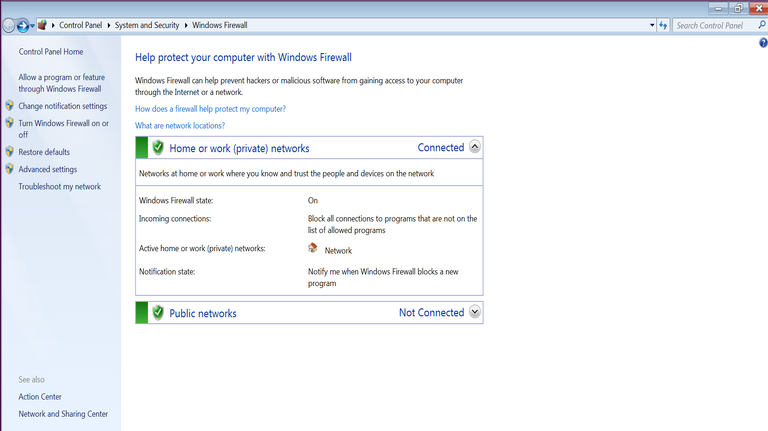 Control Panel System and Security Windows Firewall
Search Control Panel
Control Panel Home
Allow a program or feature
through Windows Firewall
Change notification settings
Turn Windows Firewall on or
off
Restore defaults
Advanced settings
Troubleshoot my network
See also
Action Center
Network and Sharing Center
Help protect your computer with Windows Firewall
Windows Firewall can help prevent hackers or malicious software from gaining access to your computer
through the Internet or a network.
How does a firewall help protect my computer?
What are network locations?
Home or work (private) networks Connected
Networks at home or work where you know and trust the people and devices on the network
Windows Firewall state: On
Incoming connections: Block all connections to programs that are not on the
list of allowed programs
Active home or work (private) networks: Network
Notification state: Notify me when Windows Firewall blocks a new
program
Public networks Not Connected